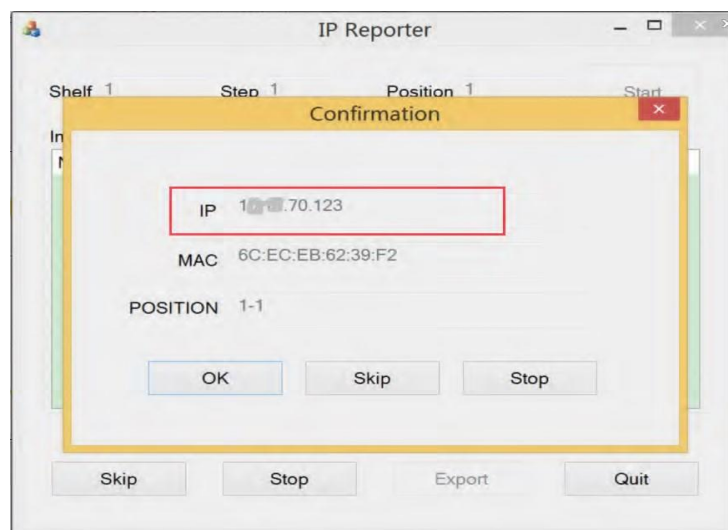 IP Reporter
Shelf 1 Step 1 Position 1 Start
Confirmation
IP .70.123
MAC 6C:EC:EB:62:39:F2
POSITION 1-1
OK Skip Stop
Skip Stop Export Quit